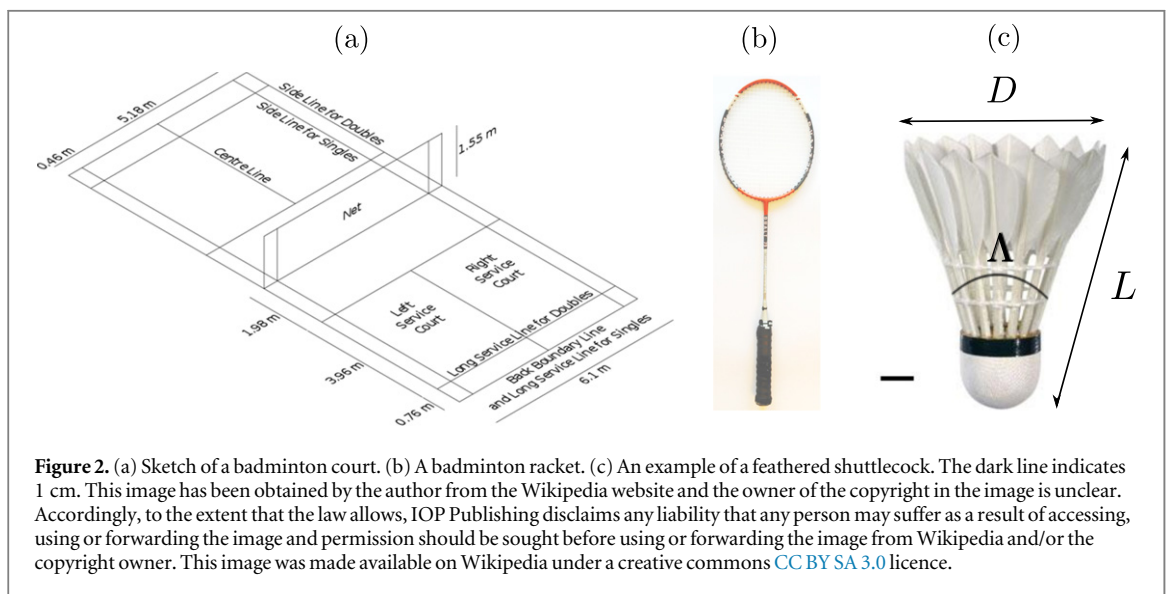 (a)
(b)
(c)
0.46 m
5.18 m
Side Line for Doubles
Side Line for Singles
Centre Line
1.55 m
Net
Right
Service
Court
Left
Service
Court
Long Service Line for Doubles
Back Boundary Line
and Long Service Line for Singles
1.98 m
3.96 m
0.76 m
6.1 m
D
Λ
L
Figure 2. (a) Sketch of a badminton court. (b) A badminton racket. (c) An example of a feathered shuttlecock. The dark line indicates
1 cm. This image has been obtained by the author from the Wikipedia website and the owner of the copyright in the image is unclear.
Accordingly, to the extent that the law allows, IOP Publishing disclaims any liability that any person may suffer as a result of accessing,
using or forwarding the image and permission should be sought before using or forwarding the image from Wikipedia and/or the
copyright owner. This image was made available on Wikipedia under a creative commons CC BY SA 3.0 licence.